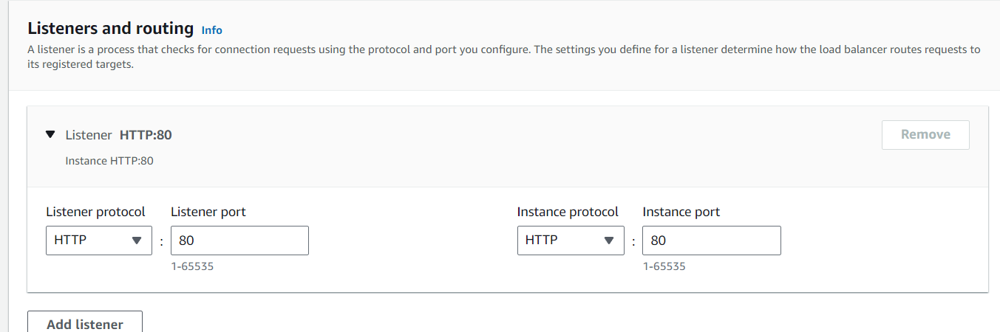 Listeners and routing Info
A listener is a process that checks for connection requests using the protocol and port you configure. The settings you define for a listener determine how the load balancer routes requests to
its registered targets.
Listener HTTP:80
Remove
Instance HTTP:80
Listener protocol Listener port Instance protocol Instance port
HTTP : 80 HTTP : 80
1-65535 1-65535
Add listener